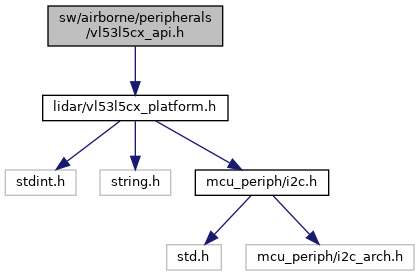 sw/airborne/peripherals
/vl53l5cx_api.h
lidar/vl53l5cx_platform.h
stdint.h
string.h
mcu_periph/i2c.h
std.h
mcu_periph/i2c_arch.h